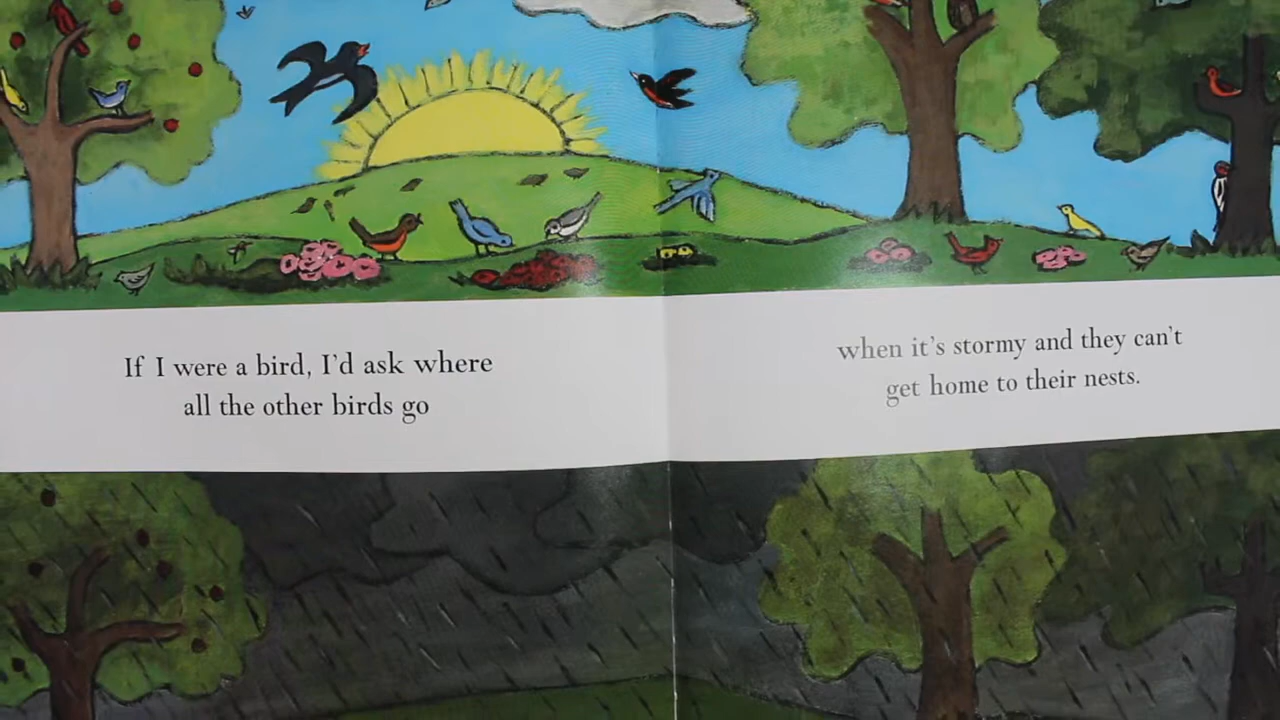 If I were a bird, I'd ask where
all the other birds go
when it's stormy and they can't
get home to their nests.